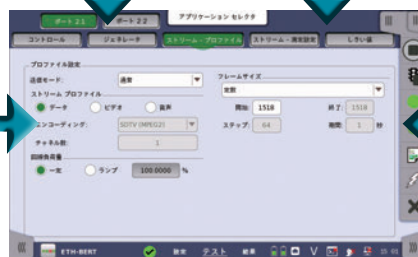 ポート 2 1
ポート 2 2
アプリケーション セレクタ
コントロール
ジェネレータ
ストリーム - プロファイル
ストリーム - 測定設定
しきい値
プロファイル設定
速度モード:
通常
ストリーム プロファイル
データ
ビデオ
音声
エンコーディング:
SDTV (MPEG2)
チャネル数:
1
回線負荷量
一定
ランプ
100.0000 %
フレームサイズ
定数
開始: 1518
終了: 1518
ステップ: 64
期間: 1 秒
ETH-BERT
設定
テスト
結果
V